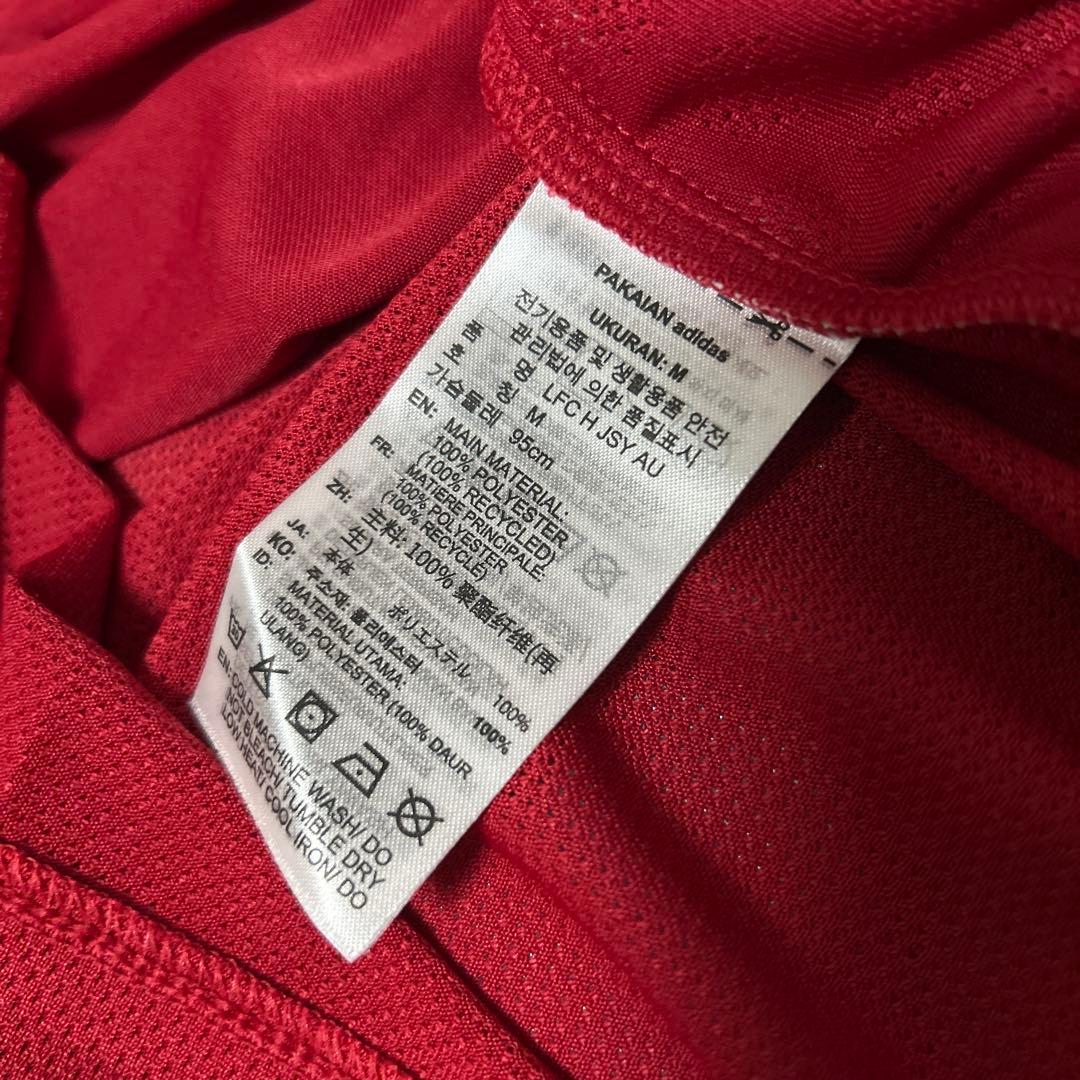 PAKAIAN adidas
UKURAN: M
전기용품 및 생활용품 안전
관리법에 의한 품질표시
품 명 LFC H JSY AU
호 칭 M
가슴둘레 95cm
EN: MAIN MATERIAL:
100% POLYESTER
(100% RECYCLED)
FR: MATIERE PRINCIPALE:
100% POLYESTER
(100% RECYCLE)
ZH: 主料: 100% 聚酯纤维(再
生)
JA: 本体 ポリエステル 100%
KO: 주소재: 폴리에스터 100%
ID: MATERIAL UTAMA:
100% POLYESTER (100% DAUR
ULANG)
EN: COLD MACHINE WASH/ DO
NOT BLEACH/ TUMBLE DRY
LOW HEAT/ COOL IRON/ DO